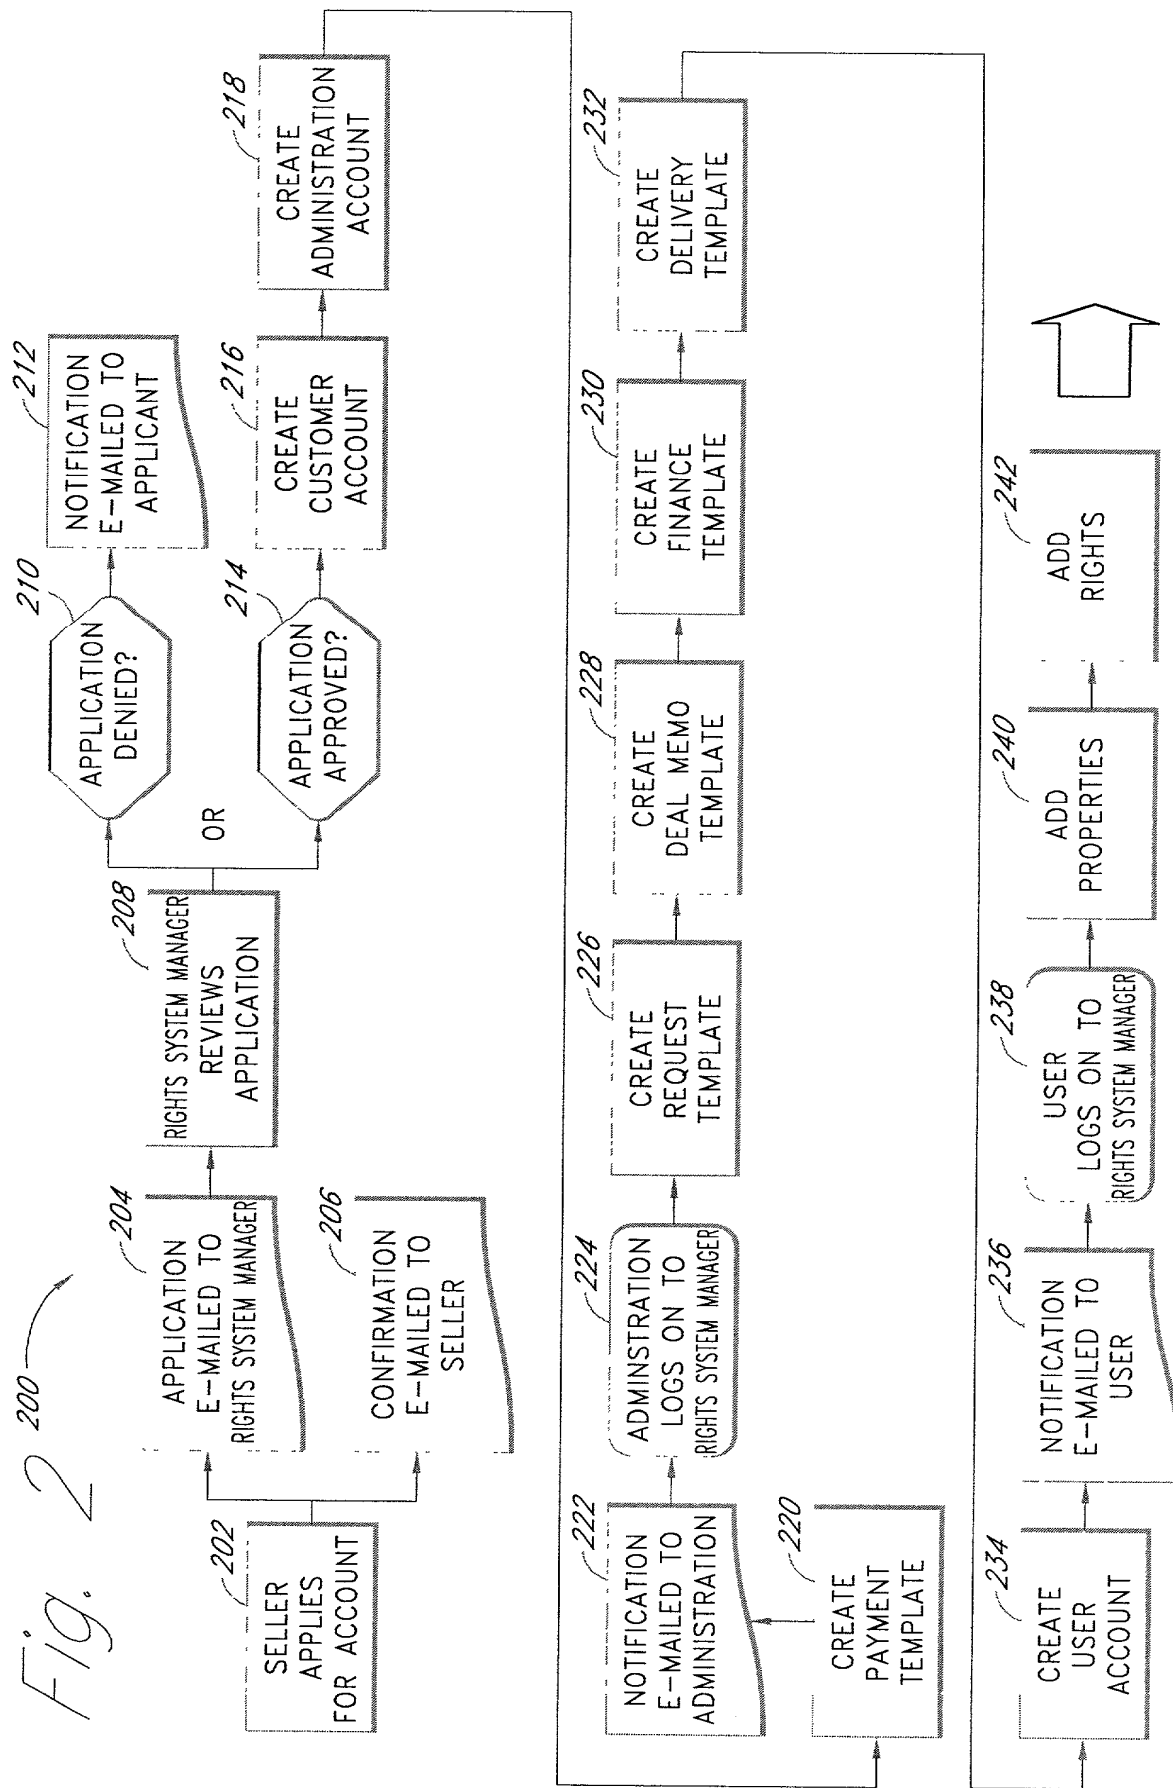 Fig. 2
200
202
SELLER
APPLIES
FOR ACCOUNT
204
APPLICATION
E-MAILED TO
RIGHTS SYSTEM MANAGER
206
CONFIRMATION
E-MAILED TO
SELLER
208
RIGHTS SYSTEM MANAGER
REVIEWS
APPLICATION
OR
210
APPLICATION
DENIED?
212
NOTIFICATION
E-MAILED TO
APPLICANT
214
APPLICATION
APPROVED?
216
CREATE
CUSTOMER
ACCOUNT
218
CREATE
ADMINISTRATION
ACCOUNT
220
CREATE
PAYMENT
TEMPLATE
222
NOTIFICATION
E-MAILED TO
ADMINISTRATION
224
ADMINSTRATION
LOGS ON TO
RIGHTS SYSTEM MANAGER
226
CREATE
REQUEST
TEMPLATE
228
CREATE
DEAL MEMO
TEMPLATE
230
CREATE
FINANCE
TEMPLATE
232
CREATE
DELIVERY
TEMPLATE
234
CREATE
USER
ACCOUNT
236
NOTIFICATION
E-MAILED TO
USER
238
USER
LOGS ON TO
RIGHTS SYSTEM MANAGER
240
ADD
PROPERTIES
242
ADD
RIGHTS